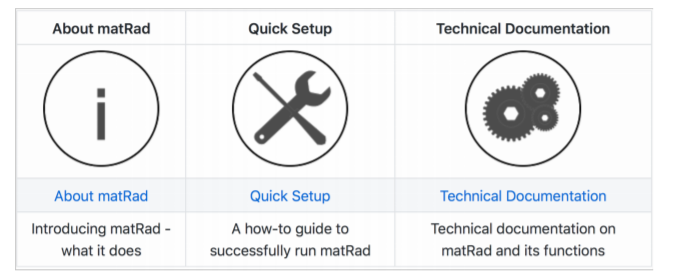 About matRad
Quick Setup
Technical Documentation
i
About matRad
Quick Setup
Technical Documentation
Introducing matRad -
what it does
A how-to guide to
successfully run matRad
Technical documentation on
matRad and its functions